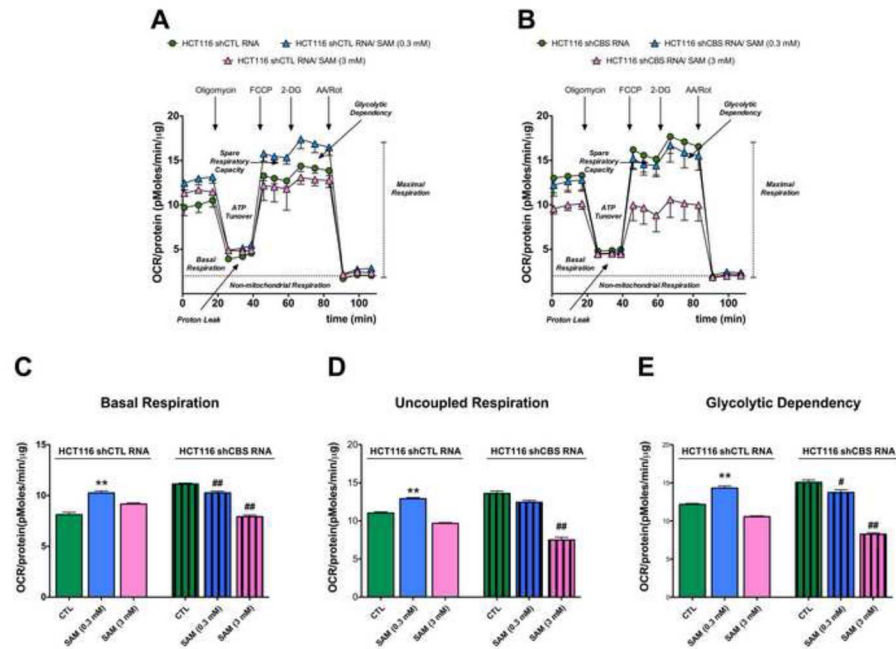 A
HCT116 shCTL RNA
HCT116 shCTL RNA/ SAM (0.3 mM)
HCT116 shCTL RNA/ SAM (3 mM)
Oligomycin
FCCP
2-DG
AA/Rot
Glycolytic
Dependency
Spare
Respiratory
Capacity
ATP
Tunover
Basal
Respiration
Maximal
Respiration
Non-mitochondrial Respiration
Proton Leak
OCR/protein (pMoles/min/µg)
20
15
10
5
0 20 40 60 80 100
time (min)
B
HCT116 shCBS RNA
HCT116 shCBS RNA/ SAM (0.3 mM)
HCT116 shCBS RNA/ SAM (3 mM)
Oligomycin
FCCP
2-DG
AA/Rot
Glycolytic
Dependency
Spare
Respiratory
Capacity
ATP
Tunover
Basal
Respiration
Maximal
Respiration
Non-mitochondrial Respiration
Proton Leak
OCR/protein (pMoles/min/µg)
20
15
10
5
0 20 40 60 80 100
time (min)
C
Basal Respiration
HCT116 shCTL RNA
HCT116 shCBS RNA
OCR/protein(pMoles/min/µg)
15
10
5
0
**
##
##
CTL
SAM (0.3 mM)
SAM (3 mM)
CTL
SAM (0.3 mM)
SAM (3 mM)
D
Uncoupled Respiration
HCT116 shCTL RNA
HCT116 shCBS RNA
OCR/protein(pMoles/min/µg)
20
15
10
5
0
**
##
CTL
SAM (0.3 mM)
SAM (3 mM)
CTL
SAM (0.3 mM)
SAM (3 mM)
E
Glycolytic Dependency
HCT116 shCTL RNA
HCT116 shCBS RNA
OCR/protein(pMoles/min/µg)
20
15
10
5
0
**
#
##
CTL
SAM (0.3 mM)
SAM (3 mM)
CTL
SAM (0.3 mM)
SAM (3 mM)